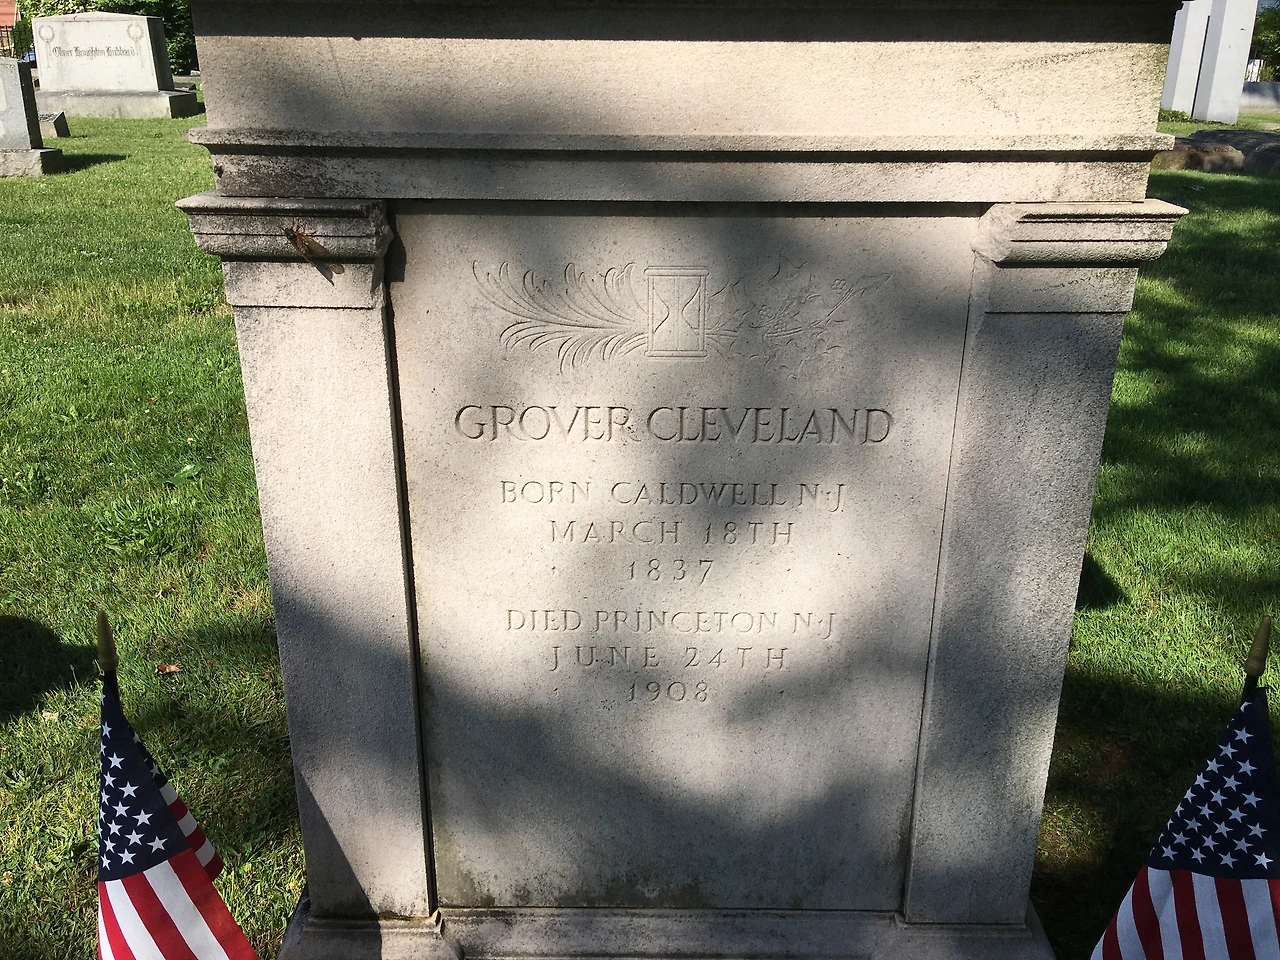 GROVER CLEVELAND
BORN CALDWELL N·J
MARCH 18TH
· 1837 ·
DIED PRINCETON N·J
JUNE 24TH
· 1908 ·